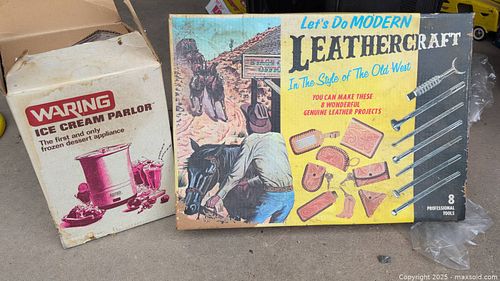 WARING
ICE CREAM PARLOR
The first and only
frozen dessert appliance
Let's Do MODERN
LEATHERCRAFT
In The Style of The Old West
YOU CAN MAKE THESE
8 WONDERFUL
GENUINE LEATHER PROJECTS
8
PROFESSIONAL
TOOLS
Copyright © 2025 - maxsold.com